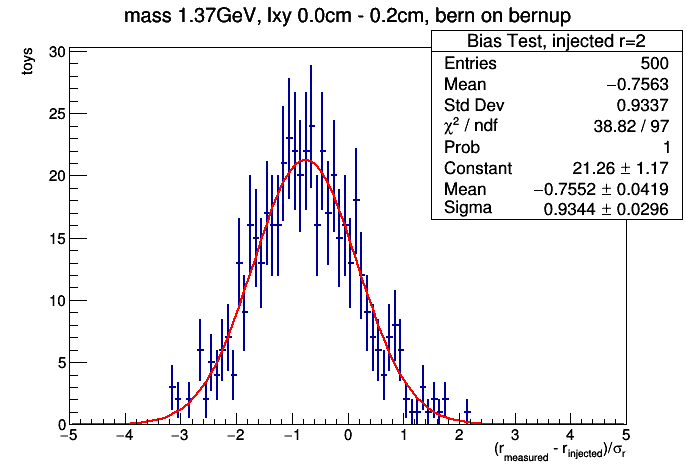 mass 1.37GeV, lxy 0.0cm - 0.2cm, bern on bernup
Bias Test, injected r=2
Entries 500
Mean −0.7563
Std Dev 0.9337
χ² / ndf 38.82 / 97
Prob 1
Constant 21.26 ± 1.17
Mean −0.7552 ± 0.0419
Sigma 0.9344 ± 0.0296
toys
30
25
20
15
10
5
0
−5 −4 −3 −2 −1 0 1 2 3 4 5
(r_measured - r_injected)/σ_r